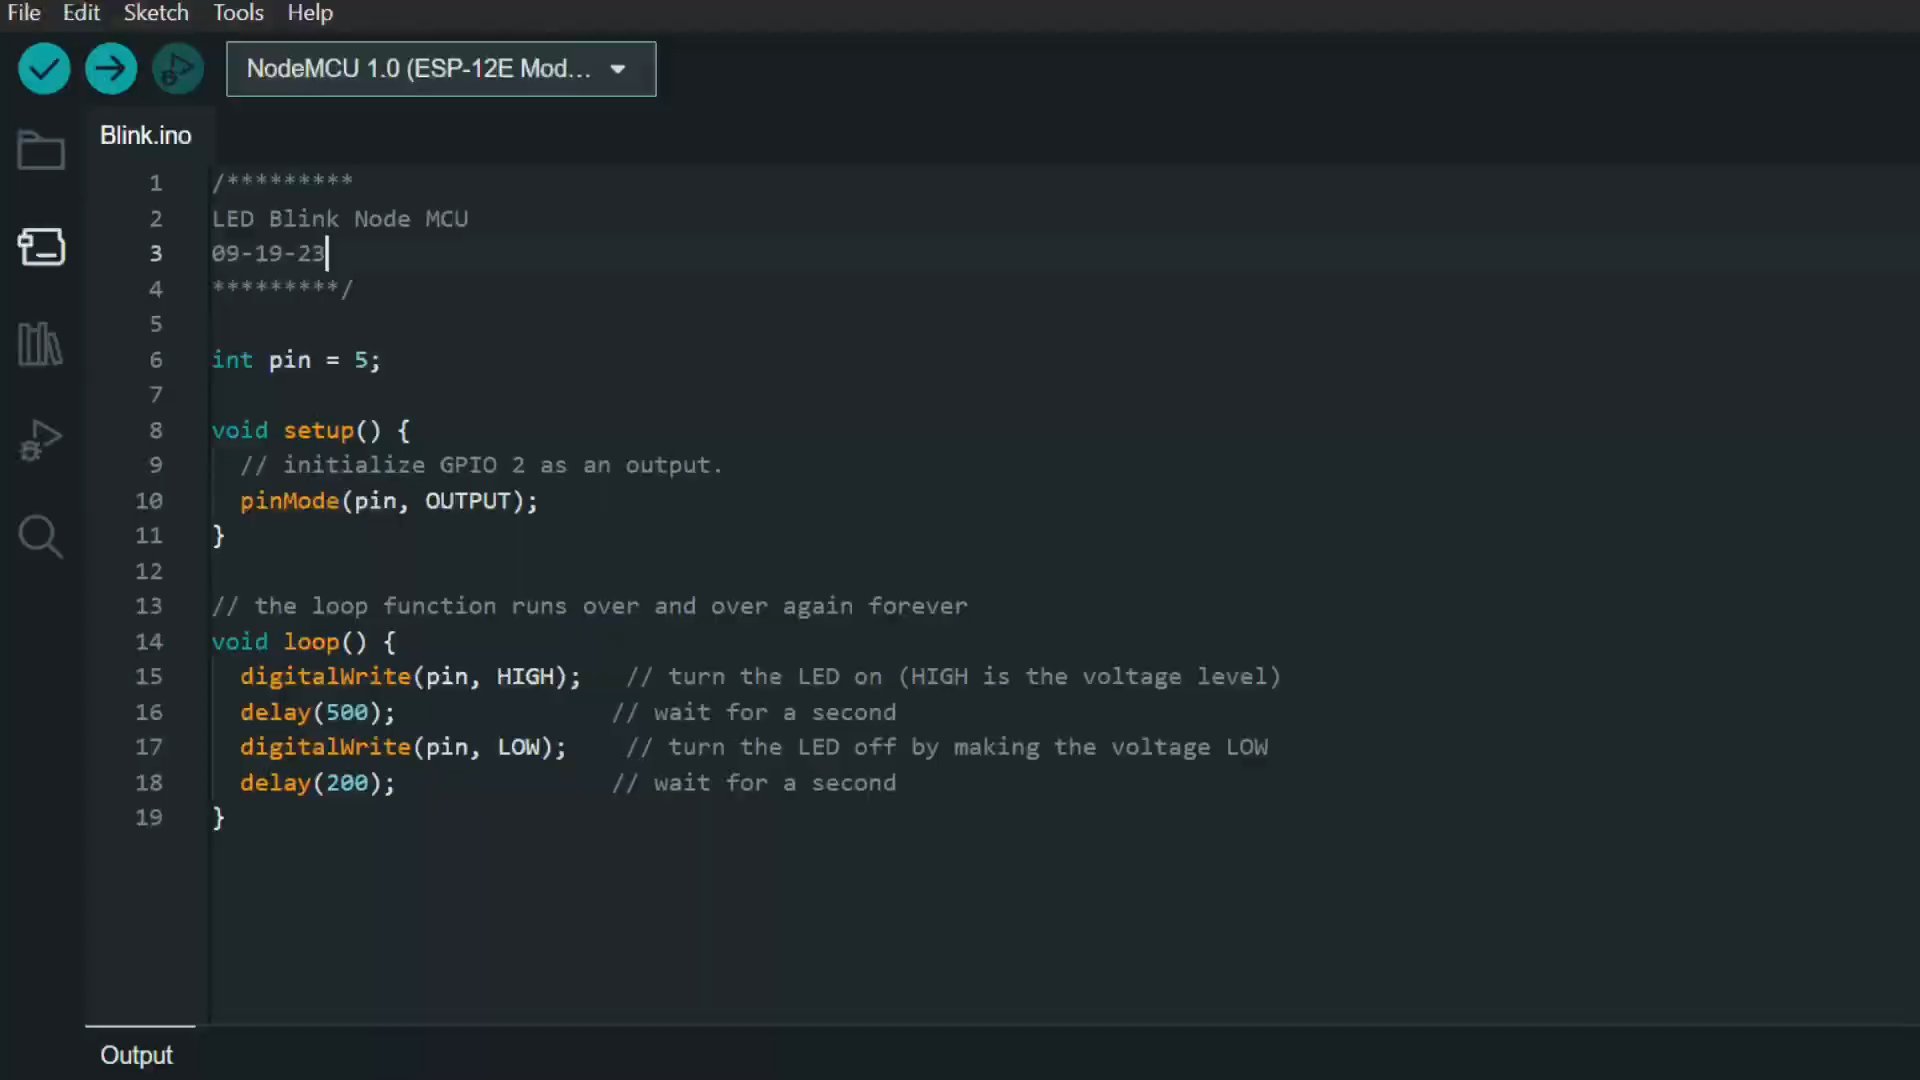 File Edit Sketch Tools Help
NodeMCU 1.0 (ESP-12E Mod...
Blink.ino
1 /*********
2 LED Blink Node MCU
3 09-19-23
4 *********/
5
6 int pin = 5;
7
8 void setup() {
9 // initialize GPIO 2 as an output.
10 pinMode(pin, OUTPUT);
11 }
12
13 // the loop function runs over and over again forever
14 void loop() {
15 digitalWrite(pin, HIGH); // turn the LED on (HIGH is the voltage level)
16 delay(500); // wait for a second
17 digitalWrite(pin, LOW); // turn the LED off by making the voltage LOW
18 delay(200); // wait for a second
19 }
Output